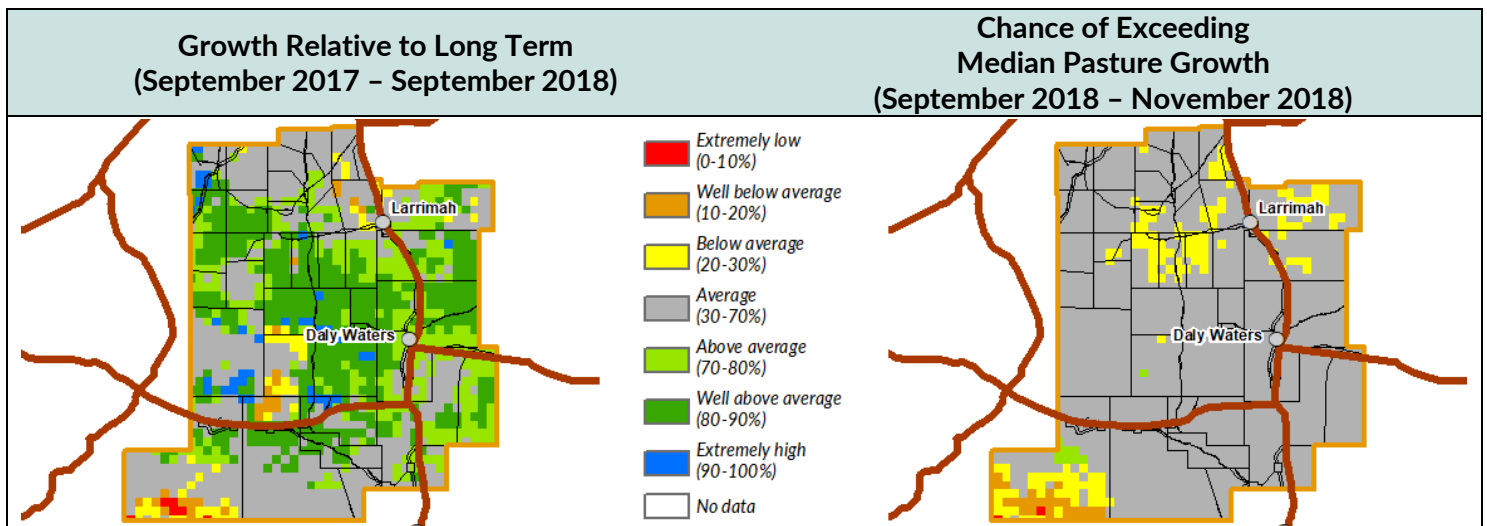 Growth Relative to Long Term
(September 2017 – September 2018)
Chance of Exceeding
Median Pasture Growth
(September 2018 – November 2018)
Larrimah
Daly Waters
Extremely low
(0-10%)
Well below average
(10-20%)
Below average
(20-30%)
Average
(30-70%)
Above average
(70-80%)
Well above average
(80-90%)
Extremely high
(90-100%)
No data
Larrimah
Daly Waters